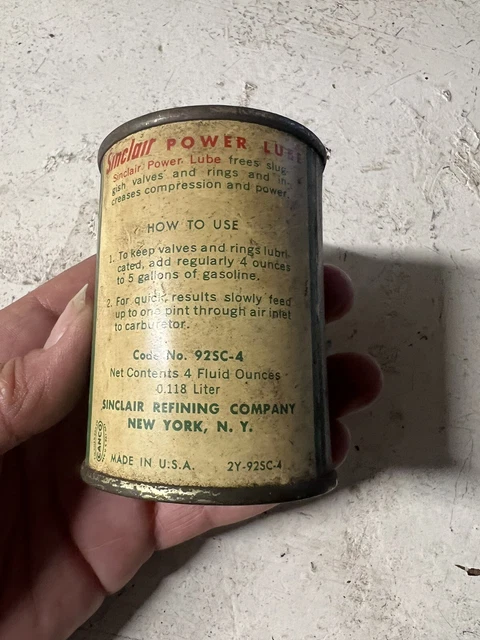 Sinclair POWER LUBE
Sinclair Power Lube frees slug-
gish valves and rings and in-
creases compression and power.
HOW TO USE
1. To keep valves and rings lubri-
cated, add regularly 4 ounces
to 5 gallons of gasoline.
2. For quick results slowly feed
up to one pint through air inlet
to carburetor.
Code No. 92SC-4
Net Contents 4 Fluid Ounces
0.118 Liter
SINCLAIR REFINING COMPANY
NEW YORK, N. Y.
CANCO
MADE IN U.S.A. 2Y-92SC-4